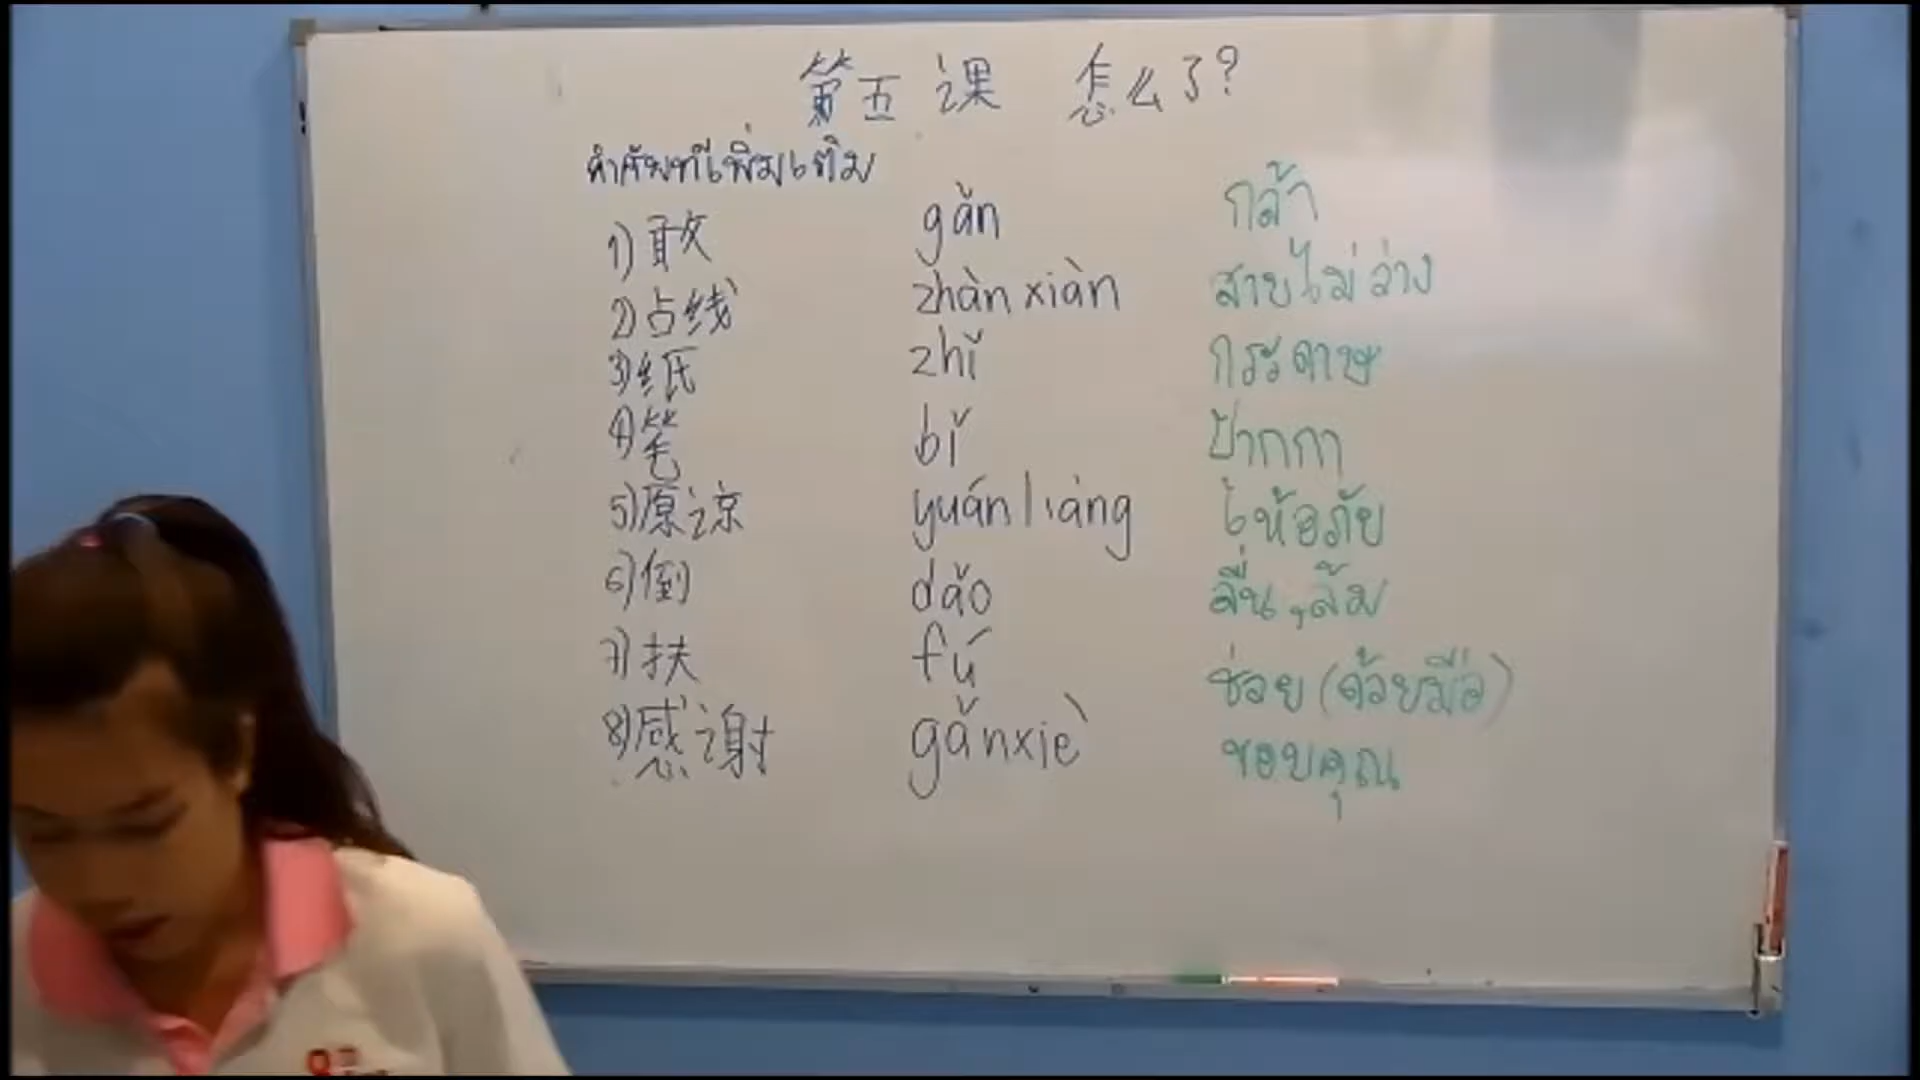 第五课 怎么了?
คำศัพท์เพิ่มเติม
1) 敢 gǎn กล้า
2) 占线 zhàn xiàn สายไม่ว่าง
3) 纸 zhǐ กระดาษ
4) 笔 bǐ ปากกา
5) 原谅 yuán liàng ให้อภัย
6) 倒 dǎo ลื่น, ล้ม
7) 扶 fú ช่วย (ด้วยมือ)
8) 感谢 gǎnxiè ขอบคุณ